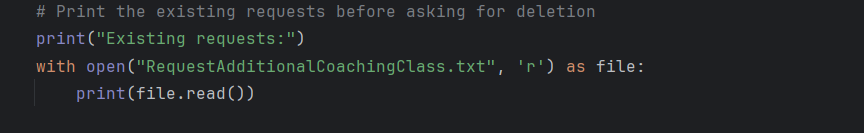 # Print the existing requests before asking for deletion
print("Existing requests:")
with open("RequestAdditionalCoachingClass.txt", 'r') as file:
    print(file.read())